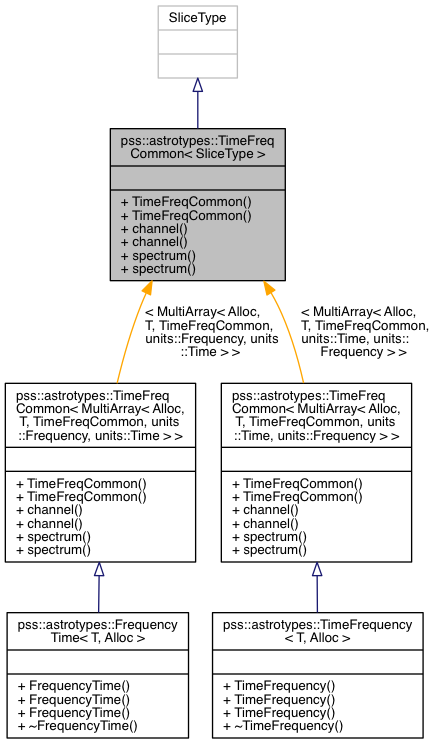 SliceType
pss::astrotypes::TimeFreq
Common< SliceType >
+ TimeFreqCommon()
+ TimeFreqCommon()
+ channel()
+ channel()
+ spectrum()
+ spectrum()
< MultiArray< Alloc,
T, TimeFreqCommon,
units::Frequency, units
::Time > >
< MultiArray< Alloc,
T, TimeFreqCommon,
units::Time, units::
Frequency > >
pss::astrotypes::TimeFreq
Common< MultiArray< Alloc,
T, TimeFreqCommon, units
::Frequency, units::Time > >
+ TimeFreqCommon()
+ TimeFreqCommon()
+ channel()
+ channel()
+ spectrum()
+ spectrum()
pss::astrotypes::TimeFreq
Common< MultiArray< Alloc,
T, TimeFreqCommon, units
::Time, units::Frequency > >
+ TimeFreqCommon()
+ TimeFreqCommon()
+ channel()
+ channel()
+ spectrum()
+ spectrum()
pss::astrotypes::Frequency
Time< T, Alloc >
+ FrequencyTime()
+ FrequencyTime()
+ FrequencyTime()
+ ~FrequencyTime()
pss::astrotypes::TimeFrequency
< T, Alloc >
+ TimeFrequency()
+ TimeFrequency()
+ TimeFrequency()
+ ~TimeFrequency()